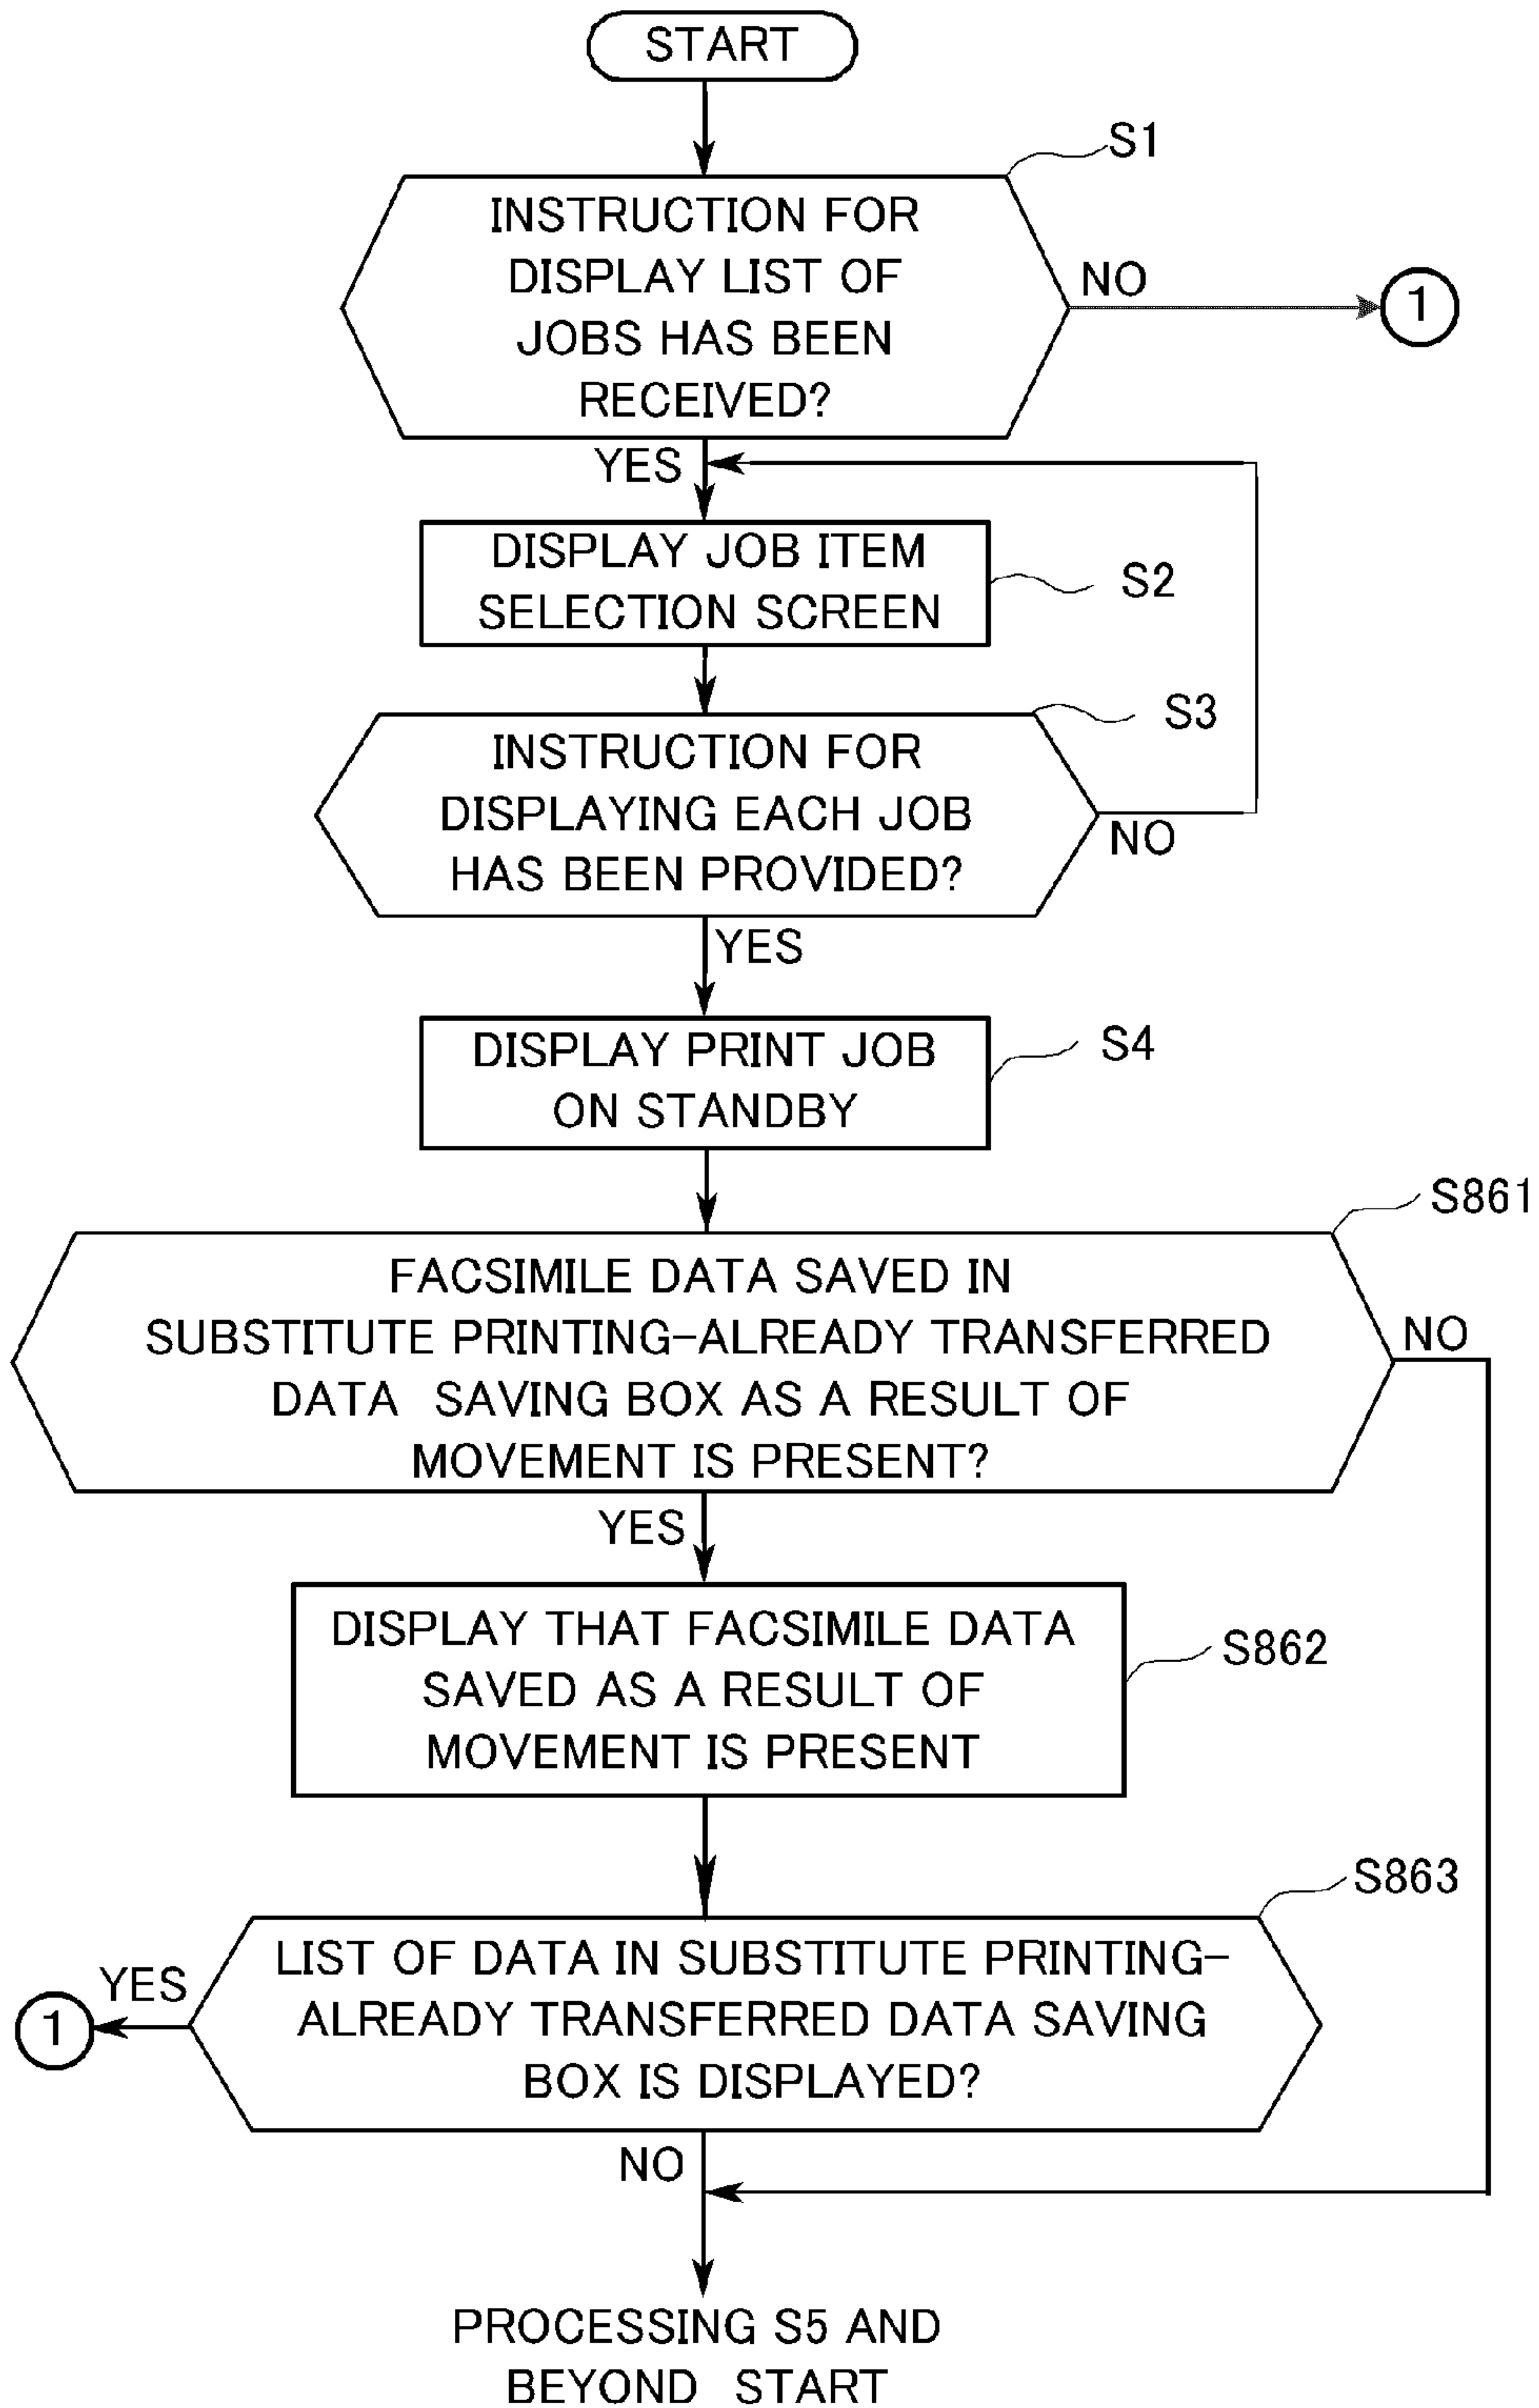 START
S1
INSTRUCTION FOR
DISPLAY LIST OF
JOBS HAS BEEN
RECEIVED?
NO
1
YES
DISPLAY JOB ITEM
SELECTION SCREEN
S2
S3
INSTRUCTION FOR
DISPLAYING EACH JOB
HAS BEEN PROVIDED?
NO
YES
DISPLAY PRINT JOB
ON STANDBY
S4
S861
FACSIMILE DATA SAVED IN
SUBSTITUTE PRINTING-ALREADY TRANSFERRED
DATA SAVING BOX AS A RESULT OF
MOVEMENT IS PRESENT?
NO
YES
DISPLAY THAT FACSIMILE DATA
SAVED AS A RESULT OF
MOVEMENT IS PRESENT
S862
S863
LIST OF DATA IN SUBSTITUTE PRINTING-
ALREADY TRANSFERRED DATA SAVING
BOX IS DISPLAYED?
YES
1
NO
PROCESSING S5 AND
BEYOND START